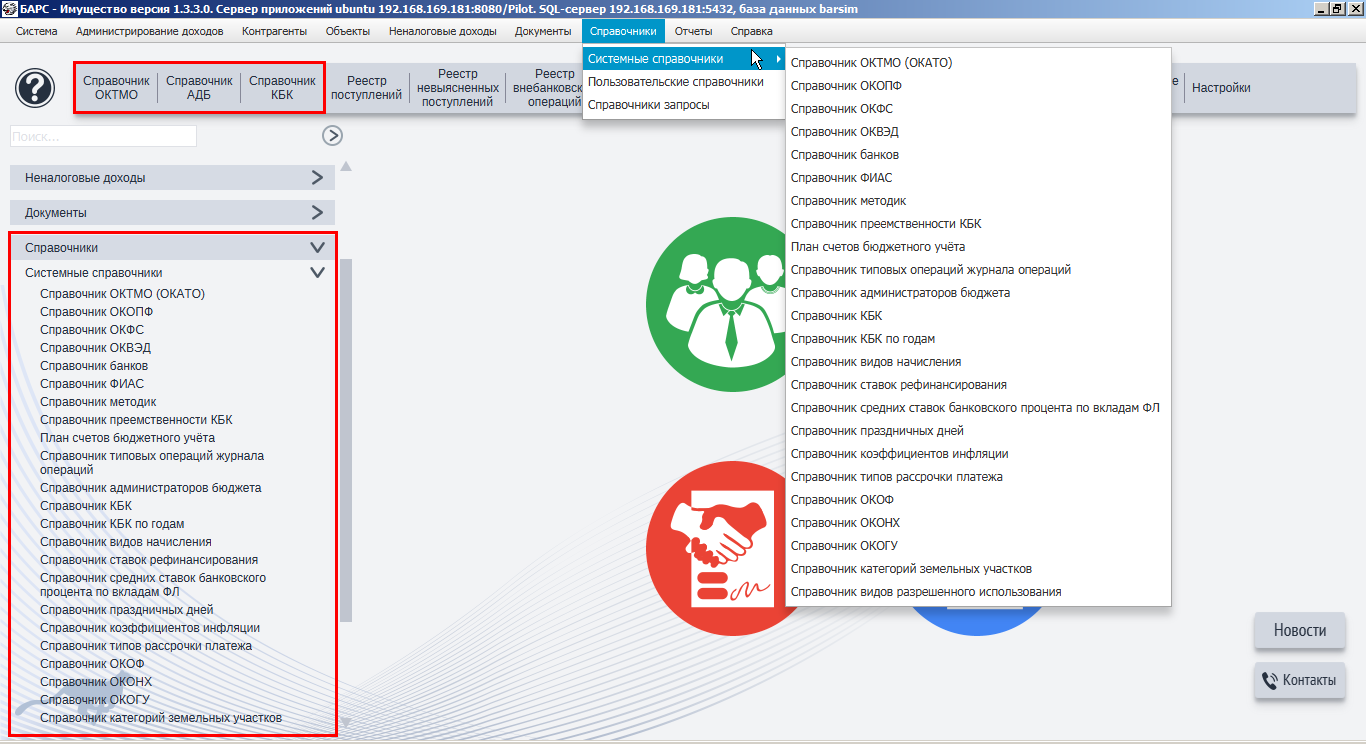 БАРС - Имущество версия 1.3.3.0. Сервер приложений ubuntu 192.168.169.181:8080/Pilot. SQL-сервер 192.168.169.181:5432, база данных barsim
Система Администрирование доходов Контрагенты Объекты Неналоговые доходы Документы Справочники Отчеты Справка
?
Справочник
ОКТМО
Справочник
АДБ
Справочник
КБК
Реестр
поступлений
Реестр
невыясненных
поступлений
Реестр
внебанковск
операций
е
Настройки
Системные справочники
Пользовательские справочники
Справочники запросы
Справочник ОКТМО (ОКАТО)
Справочник ОКОПФ
Справочник ОКФС
Справочник ОКВЭД
Справочник банков
Справочник ФИАС
Справочник методик
Справочник преемственности КБК
План счетов бюджетного учёта
Справочник типовых операций журнала операций
Справочник администраторов бюджета
Справочник КБК
Справочник КБК по годам
Справочник видов начисления
Справочник ставок рефинансирования
Справочник средних ставок банковского процента по вкладам ФЛ
Справочник праздничных дней
Справочник коэффициентов инфляции
Справочник типов рассрочки платежа
Справочник ОКОФ
Справочник ОКОНХ
Справочник ОКОГУ
Справочник категорий земельных участков
Справочник видов разрешенного использования
Поиск...
Неналоговые доходы
Документы
Справочники
Системные справочники
Справочник ОКТМО (ОКАТО)
Справочник ОКОПФ
Справочник ОКФС
Справочник ОКВЭД
Справочник банков
Справочник ФИАС
Справочник методик
Справочник преемственности КБК
План счетов бюджетного учёта
Справочник типовых операций журнала
операций
Справочник администраторов бюджета
Справочник КБК
Справочник КБК по годам
Справочник видов начисления
Справочник ставок рефинансирования
Справочник средних ставок банковского
процента по вкладам ФЛ
Справочник праздничных дней
Справочник коэффициентов инфляции
Справочник типов рассрочки платежа
Справочник ОКОФ
Справочник ОКОНХ
Справочник ОКОГУ
Справочник категорий земельных участков
Новости
Контакты